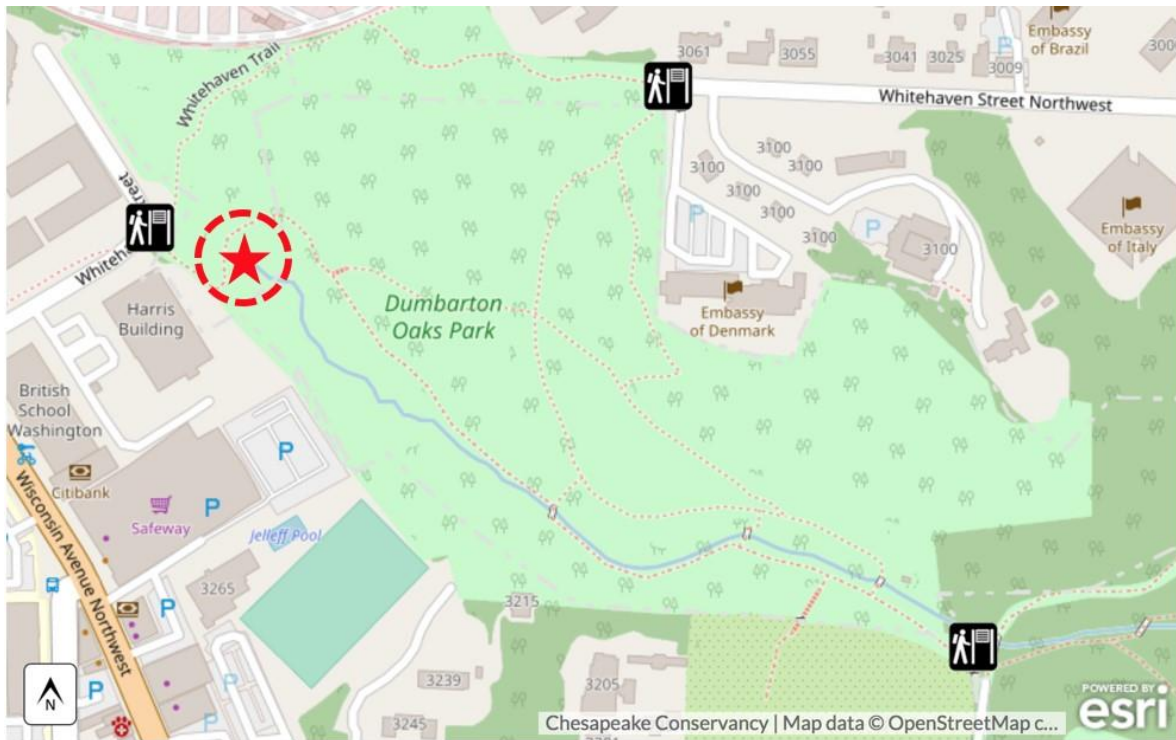 Whitehaven Trail
3061
3055
3041
3025
3009
Embassy
of Brazil
P
Whitehaven Street Northwest
3100
3100
3100
3100
3100
3100
3100
P
P
Embassy
of Italy
Harris
Building
Dumbarton
Oaks Park
Embassy
of Denmark
British
School
Washington
Citibank
Safeway
P
P
Jelleff Pool
Wisconsin Avenue Northwest
3265
P
3215
3239
3205
3245
P
P
P
N
Chesapeake Conservancy | Map data © OpenStreetMap c...
POWERED BY
esri